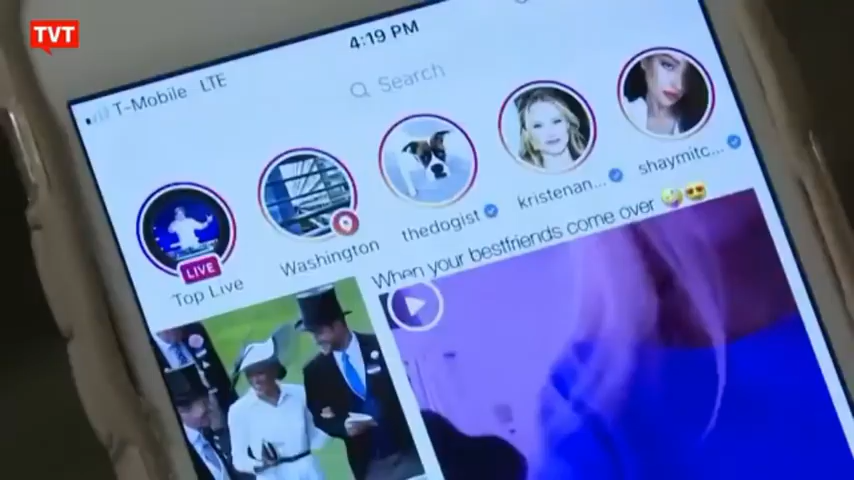 TVT
4:19 PM
T-Mobile LTE
Search
LIVE
Top Live
Washington
thedogist
kristenan...
shaymitc...
When your bestfriends come over 🤪😍